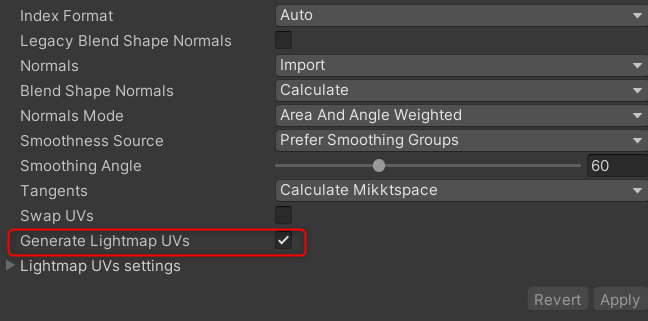 Index Format Auto
Legacy Blend Shape Normals
Normals Import
Blend Shape Normals Calculate
Normals Mode Area And Angle Weighted
Smoothness Source Prefer Smoothing Groups
Smoothing Angle 60
Tangents Calculate Mikktspace
Swap UVs
Generate Lightmap UVs
Lightmap UVs settings
Revert Apply